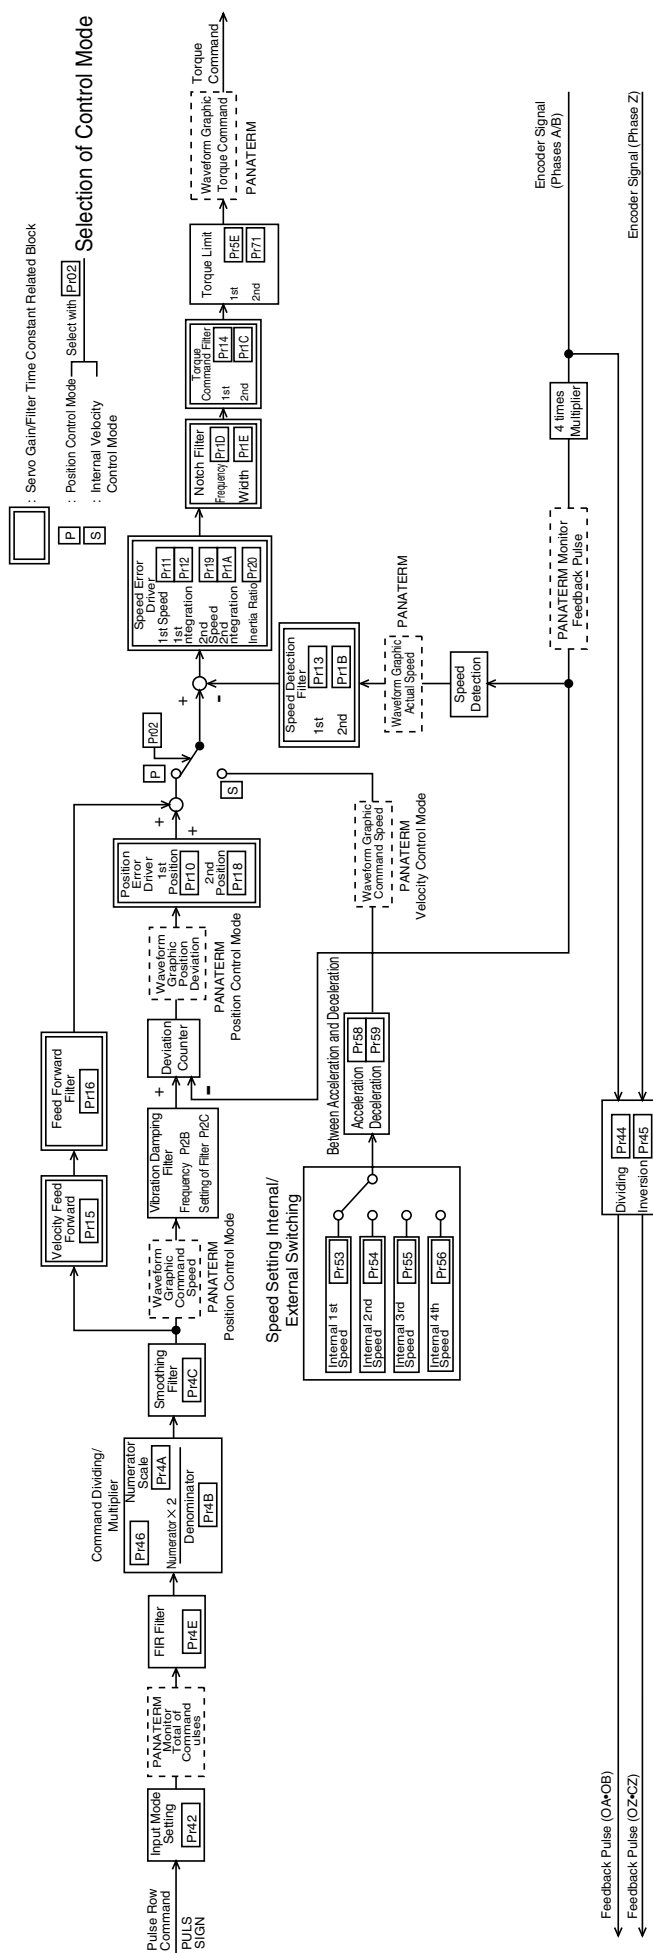 Pulse Row
Command
PULS
SIGN
Input Mode
Setting
Pr42
PANATERM
Monitor
Total of
Command
ulses
FIR Filter
Pr4E
Command Dividing/
Multiplier
Pr46
Numerator
Scale
Pr4A
Numerator × 2
Denominator
Pr4B
Smoothing
Filter
Pr4C
Velocity Feed
Forward
Pr15
Feed Forward
Filter
Pr16
Waveform
Graphic
Command
Speed
PANATERM
Position Control Mode
Vibration Damping
Filter
Frequency Pr2B
Setting of Filter Pr2C
+
-
Deviation
Counter
Waveform
Graphic
Position
Deviation
PANATERM
Position Control Mode
Position
Error
Driver
1st
Position
Pr10
2nd
Position
Pr18
+
+
P
Pr02
S
+
-
Speed Error
Driver
1st Speed Pr11
1st
ntegration Pr12
2nd
Speed Pr19
2nd
ntegration Pr1A
Inertia Ratio Pr20
Notch Filter
Frequency Pr1D
Width Pr1E
Torque
Command Filter
1st Pr14
2nd Pr1C
Torque Limit
1st Pr5E
2nd Pr71
Waveform Graphic
Torque Command
PANATERM
Torque
Command
: Servo Gain/Filter Time Constant Related Block
P : Position Control Mode
S : Internal Velocity
Control Mode
Select with Pr02
Selection of Control Mode
Speed Setting Internal/
External Switching
Internal 1st
Speed Pr53
Internal 2nd
Speed Pr54
Internal 3rd
Speed Pr55
Internal 4th
Speed Pr56
Between Acceleration and Deceleration
Acceleration Pr58
Deceleration Pr59
Waveform Graphic
Command Speed
PANATERM
Velocity Control Mode
Speed Detection
Filter
1st Pr13
2nd Pr1B
Waveform Graphic
Actual Speed
PANATERM
Speed
Detection
PANATERM Monitor
Feedback Pulse
4 times
Multiplier
Encoder Signal
(Phases A/B)
Encoder Signal (Phase Z)
Dividing Pr44
Inversion Pr45
Feedback Pulse (OA•OB)
Feedback Pulse (OZ•CZ)